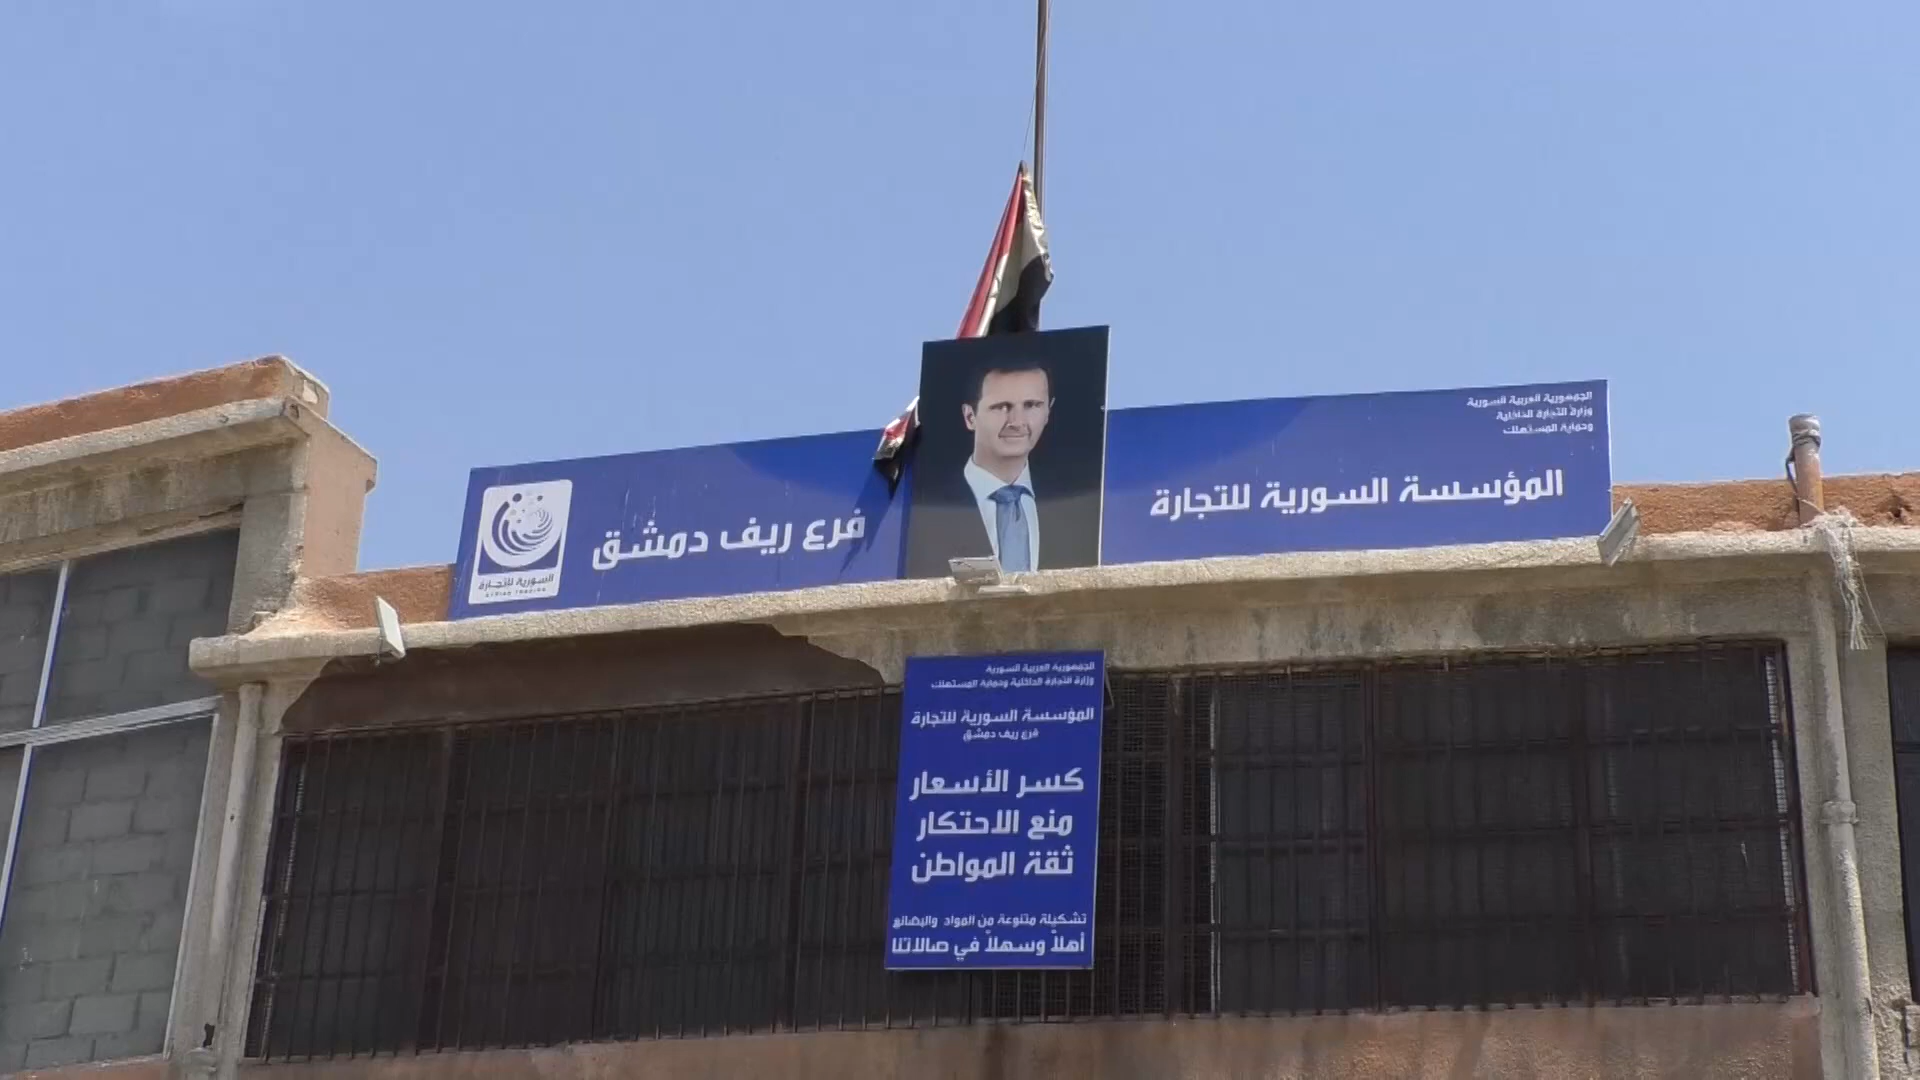 الجمهورية العربية السورية
وزارة التجارة الداخلية
وحماية المستهلك
المؤسسة السورية للتجارة
فرع ريف دمشق
السورية للتجارة
SYRIAN TRADING
الجمهورية العربية السورية
وزارة التجارة الداخلية وحماية المستهلك
المؤسسة السورية للتجارة
فرع ريف دمشق
كسر الأسعار
منع الاحتكار
ثقة المواطن
تشكيلة متنوعة من المواد والبضائع
أهلاً وسهلاً في صالاتنا